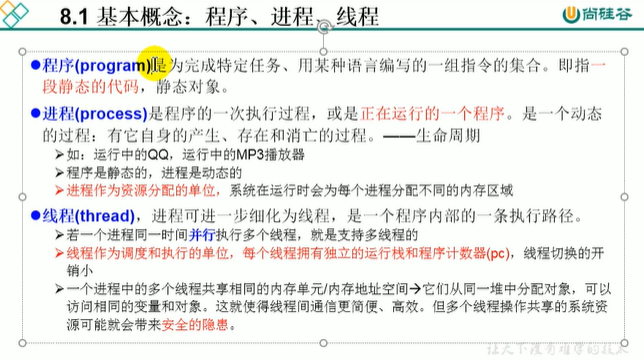 8.1 基本概念：程序、进程、线程
尚硅谷
●程序(program)是为完成特定任务、用某种语言编写的一组指令的集合。即指一
段静态的代码，静态对象。
●进程(process)是程序的一次执行过程，或是正在运行的一个程序。是一个动态
的过程：有它自身的产生、存在和消亡的过程。——生命周期
➢如：运行中的QQ，运行中的MP3播放器
➢程序是静态的，进程是动态的
➢进程作为资源分配的单位，系统在运行时会为每个进程分配不同的内存区域
●线程(thread)，进程可进一步细化为线程，是一个程序内部的一条执行路径。
➢若一个进程同一时间并行执行多个线程，就是支持多线程的
➢线程作为调度和执行的单位，每个线程拥有独立的运行栈和程序计数器(pc)，线程切换的开
销小
➢一个进程中的多个线程共享相同的内存单元/内存地址空间→它们从同一堆中分配对象，可以
访问相同的变量和对象。这就使得线程间通信更简便、高效。但多个线程操作共享的系统资
源可能就会带来安全的隐患。
让天下没有难学的技术